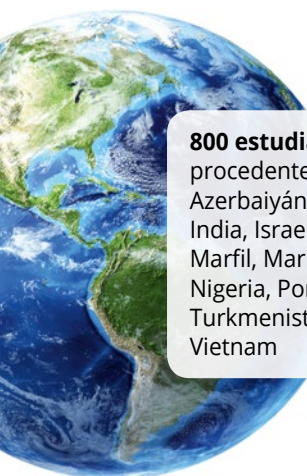 800 estudia
procedente
Azerbaiyán
India, Israe
Marfil, Mar
Nigeria, Por
Turkmenist
Vietnam